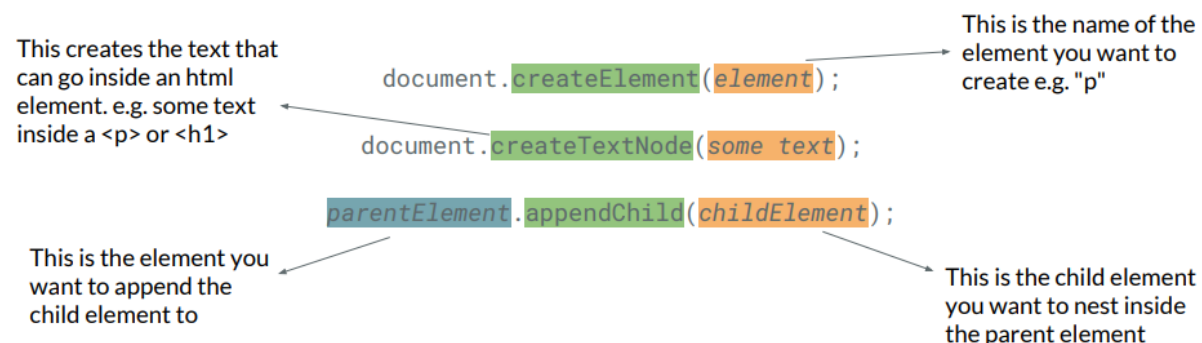 This is the name of the
element you want to
create e.g. "p"
This creates the text that
can go inside an html
element. e.g. some text
inside a <p> or <h1>
document.createElement(element);
document.createTextNode(some text);
parentElement.appendChild(childElement);
This is the element you
want to append the
child element to
This is the child element
you want to nest inside
the parent element